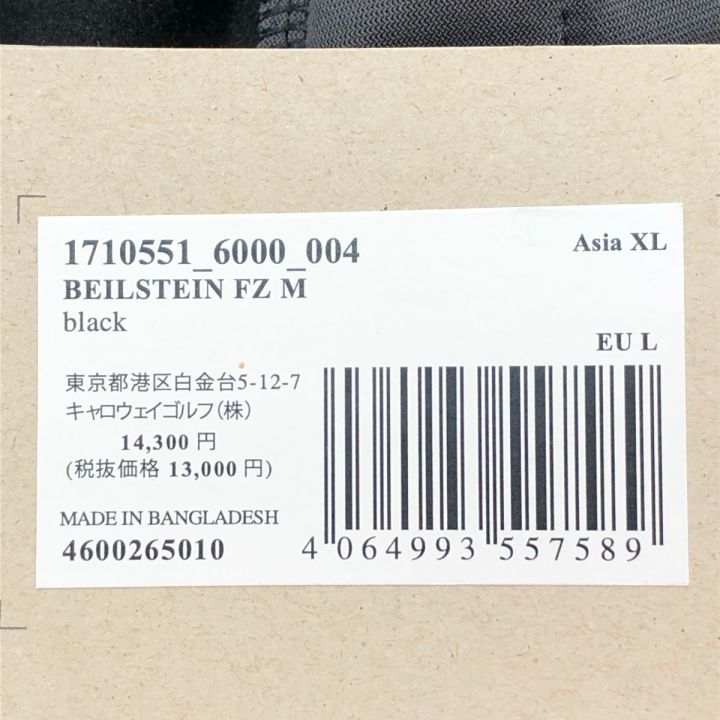 1710551_6000_004
Asia XL
BEILSTEIN FZ M
black
EU L
東京都港区白金台5-12-7
キャロウェイゴルフ(株)
14,300 円
(税抜価格 13,000 円)
MADE IN BANGLADESH
4600265010
4 064993 557589